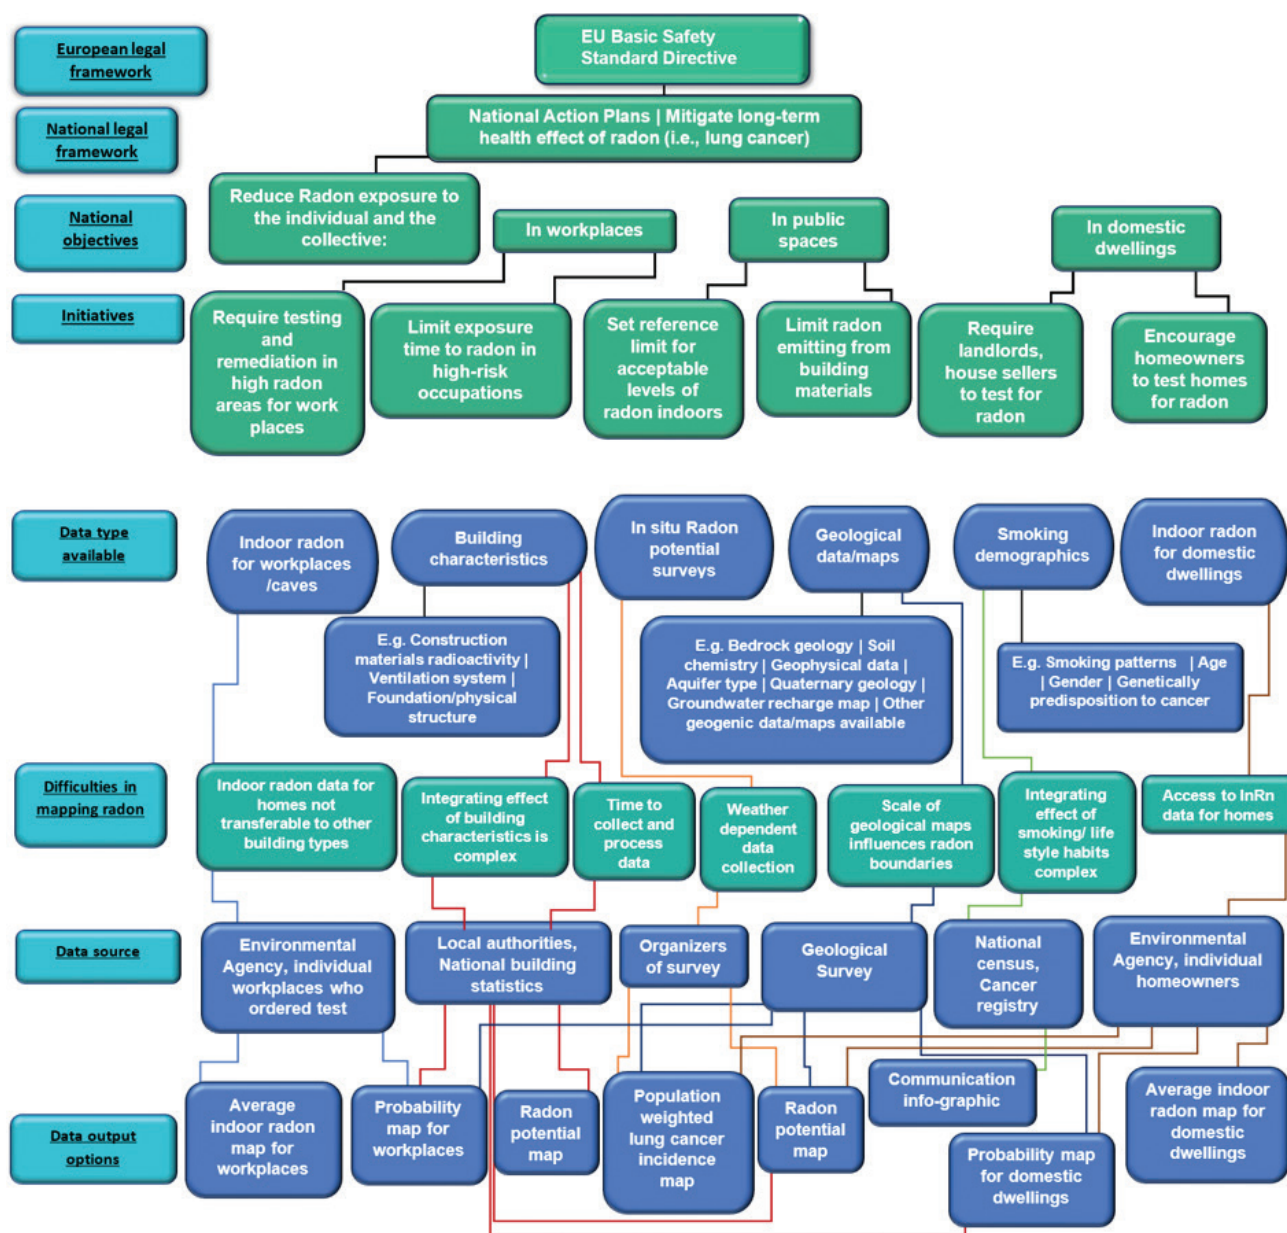 European legal
framework
EU Basic Safety
Standard Directive
National legal
framework
National Action Plans | Mitigate long-term
health effect of radon (i.e., lung cancer)
National
objectives
Reduce Radon exposure to
the individual and the
collective:
In workplaces
In public
spaces
In domestic
dwellings
Initiatives
Require testing
and
remediation in
high radon
areas for work
places
Limit exposure
time to radon in
high-risk
occupations
Set reference
limit for
acceptable
levels of
radon indoors
Limit radon
emitting from
building
materials
Require
landlords,
house sellers
to test for
radon
Encourage
homeowners
to test homes
for radon
Data type
available
Indoor radon
for workplaces
/caves
Building
characteristics
In situ Radon
potential
surveys
Geological
data/maps
Smoking
demographics
Indoor radon
for domestic
dwellings
E.g. Construction
materials radioactivity |
Ventilation system |
Foundation/physical
structure
E.g. Bedrock geology | Soil
chemistry | Geophysical data |
Aquifer type | Quaternary geology |
Groundwater recharge map | Other
geogenic data/maps available
E.g. Smoking patterns | Age
| Gender | Genetically
predisposition to cancer
Difficulties in
mapping radon
Indoor radon data for
homes not
transferable to other
building types
Integrating effect
of building
characteristics is
complex
Time to
collect and
process
data
Weather
dependent
data
collection
Scale of
geological maps
influences radon
boundaries
Integrating
effect of
smoking/ life
style habits
complex
Access to InRn
data for homes
Data source
Environmental
Agency, individual
workplaces who
ordered test
Local authorities,
National building
statistics
Organizers
of survey
Geological
Survey
National
census,
Cancer
registry
Environmental
Agency, individual
homeowners
Data output
options
Average
indoor radon
map for
workplaces
Probability
map for
workplaces
Radon
potential
map
Population
weighted
lung cancer
incidence
map
Radon
potential
map
Communication
info-graphic
Probability map
for domestic
dwellings
Average indoor
radon map for
domestic
dwellings